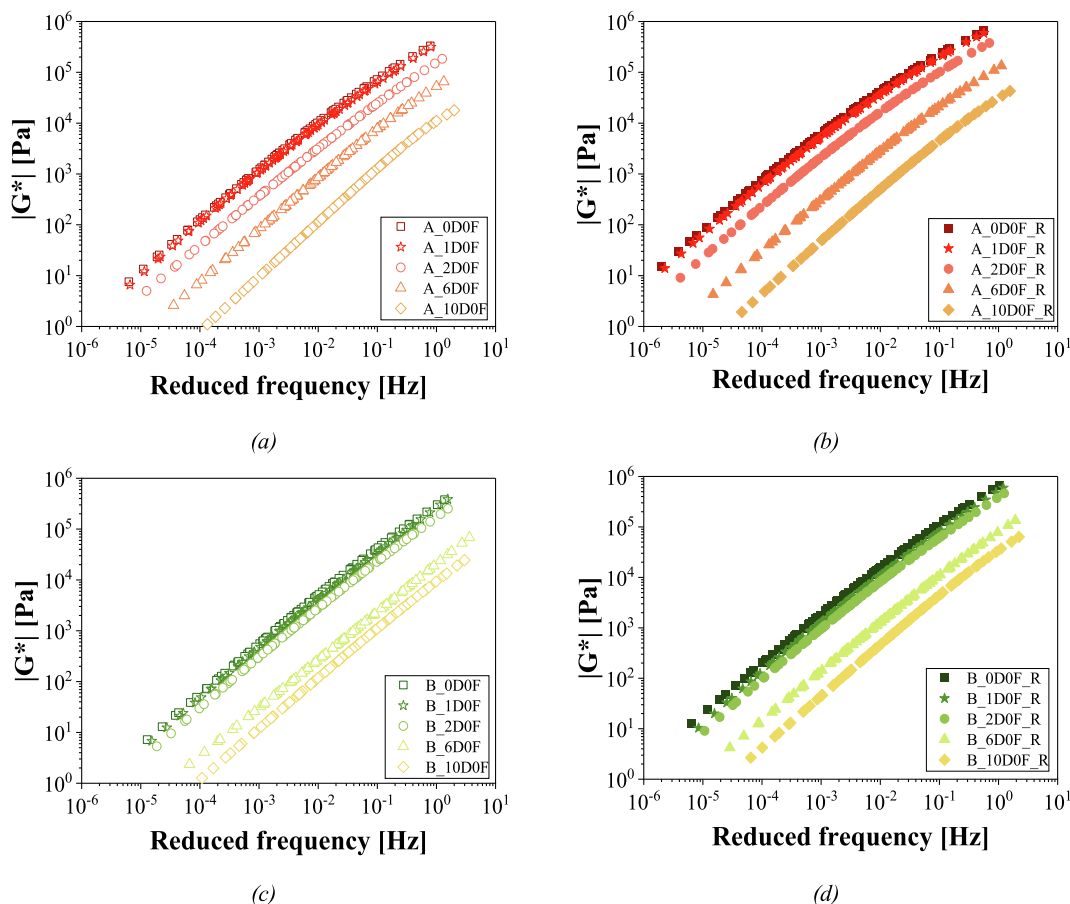 10^6
10^5
10^4
10^3
10^2
10^1
10^0
|G*| [Pa]
A_0D0F
A_1D0F
A_2D0F
A_6D0F
A_10D0F
10^-6 10^-5 10^-4 10^-3 10^-2 10^-1 10^0 10^1
Reduced frequency [Hz]
(a)
10^6
10^5
10^4
10^3
10^2
10^1
10^0
|G*| [Pa]
A_0D0F_R
A_1D0F_R
A_2D0F_R
A_6D0F_R
A_10D0F_R
10^-6 10^-5 10^-4 10^-3 10^-2 10^-1 10^0 10^1
Reduced frequency [Hz]
(b)
10^6
10^5
10^4
10^3
10^2
10^1
10^0
|G*| [Pa]
B_0D0F
B_1D0F
B_2D0F
B_6D0F
B_10D0F
10^-6 10^-5 10^-4 10^-3 10^-2 10^-1 10^0 10^1
Reduced frequency [Hz]
(c)
10^6
10^5
10^4
10^3
10^2
10^1
10^0
|G*| [Pa]
B_0D0F_R
B_1D0F_R
B_2D0F_R
B_6D0F_R
B_10D0F_R
10^-6 10^-5 10^-4 10^-3 10^-2 10^-1 10^0 10^1
Reduced frequency [Hz]
(d)